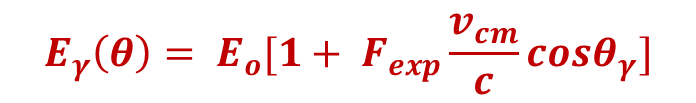 E_γ(θ) = E_o[1 + F_exp v_cm/c cosθ_γ]